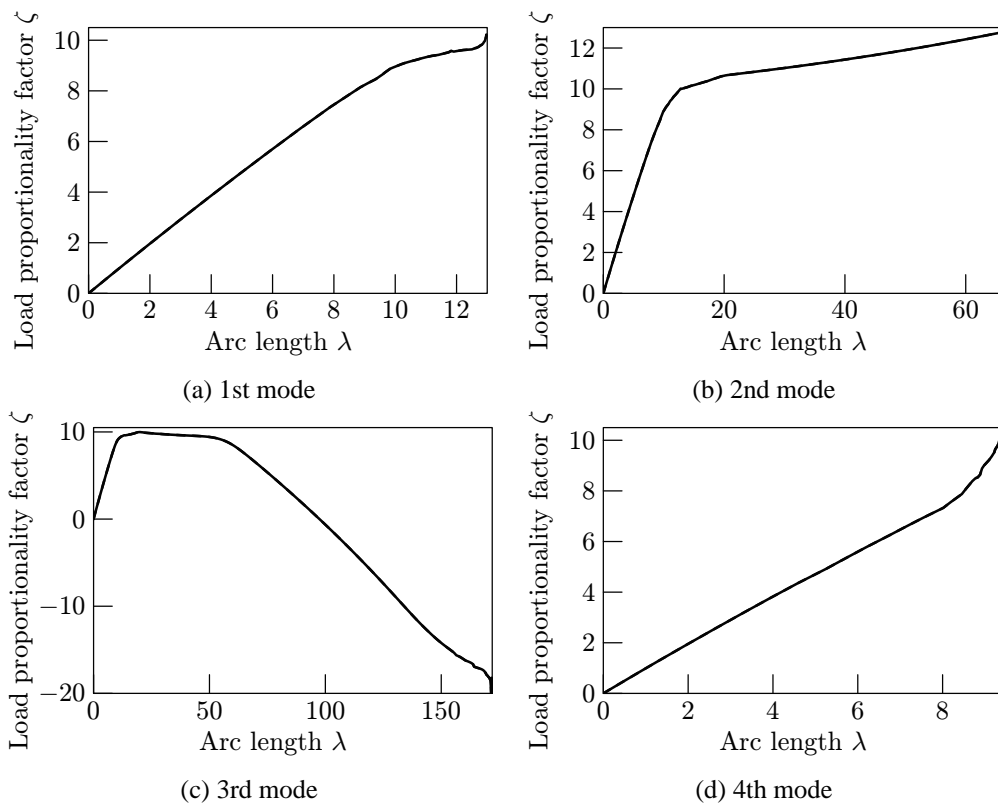 Load proportionality factor ζ
10
8
6
4
2
0
0 2 4 6 8 10 12
Arc length λ
(a) 1st mode
Load proportionality factor ζ
12
10
8
6
4
2
0
0 20 40 60
Arc length λ
(b) 2nd mode
Load proportionality factor ζ
10
0
−10
−20
0 50 100 150
Arc length λ
(c) 3rd mode
Load proportionality factor ζ
10
8
6
4
2
0
0 2 4 6 8
Arc length λ
(d) 4th mode